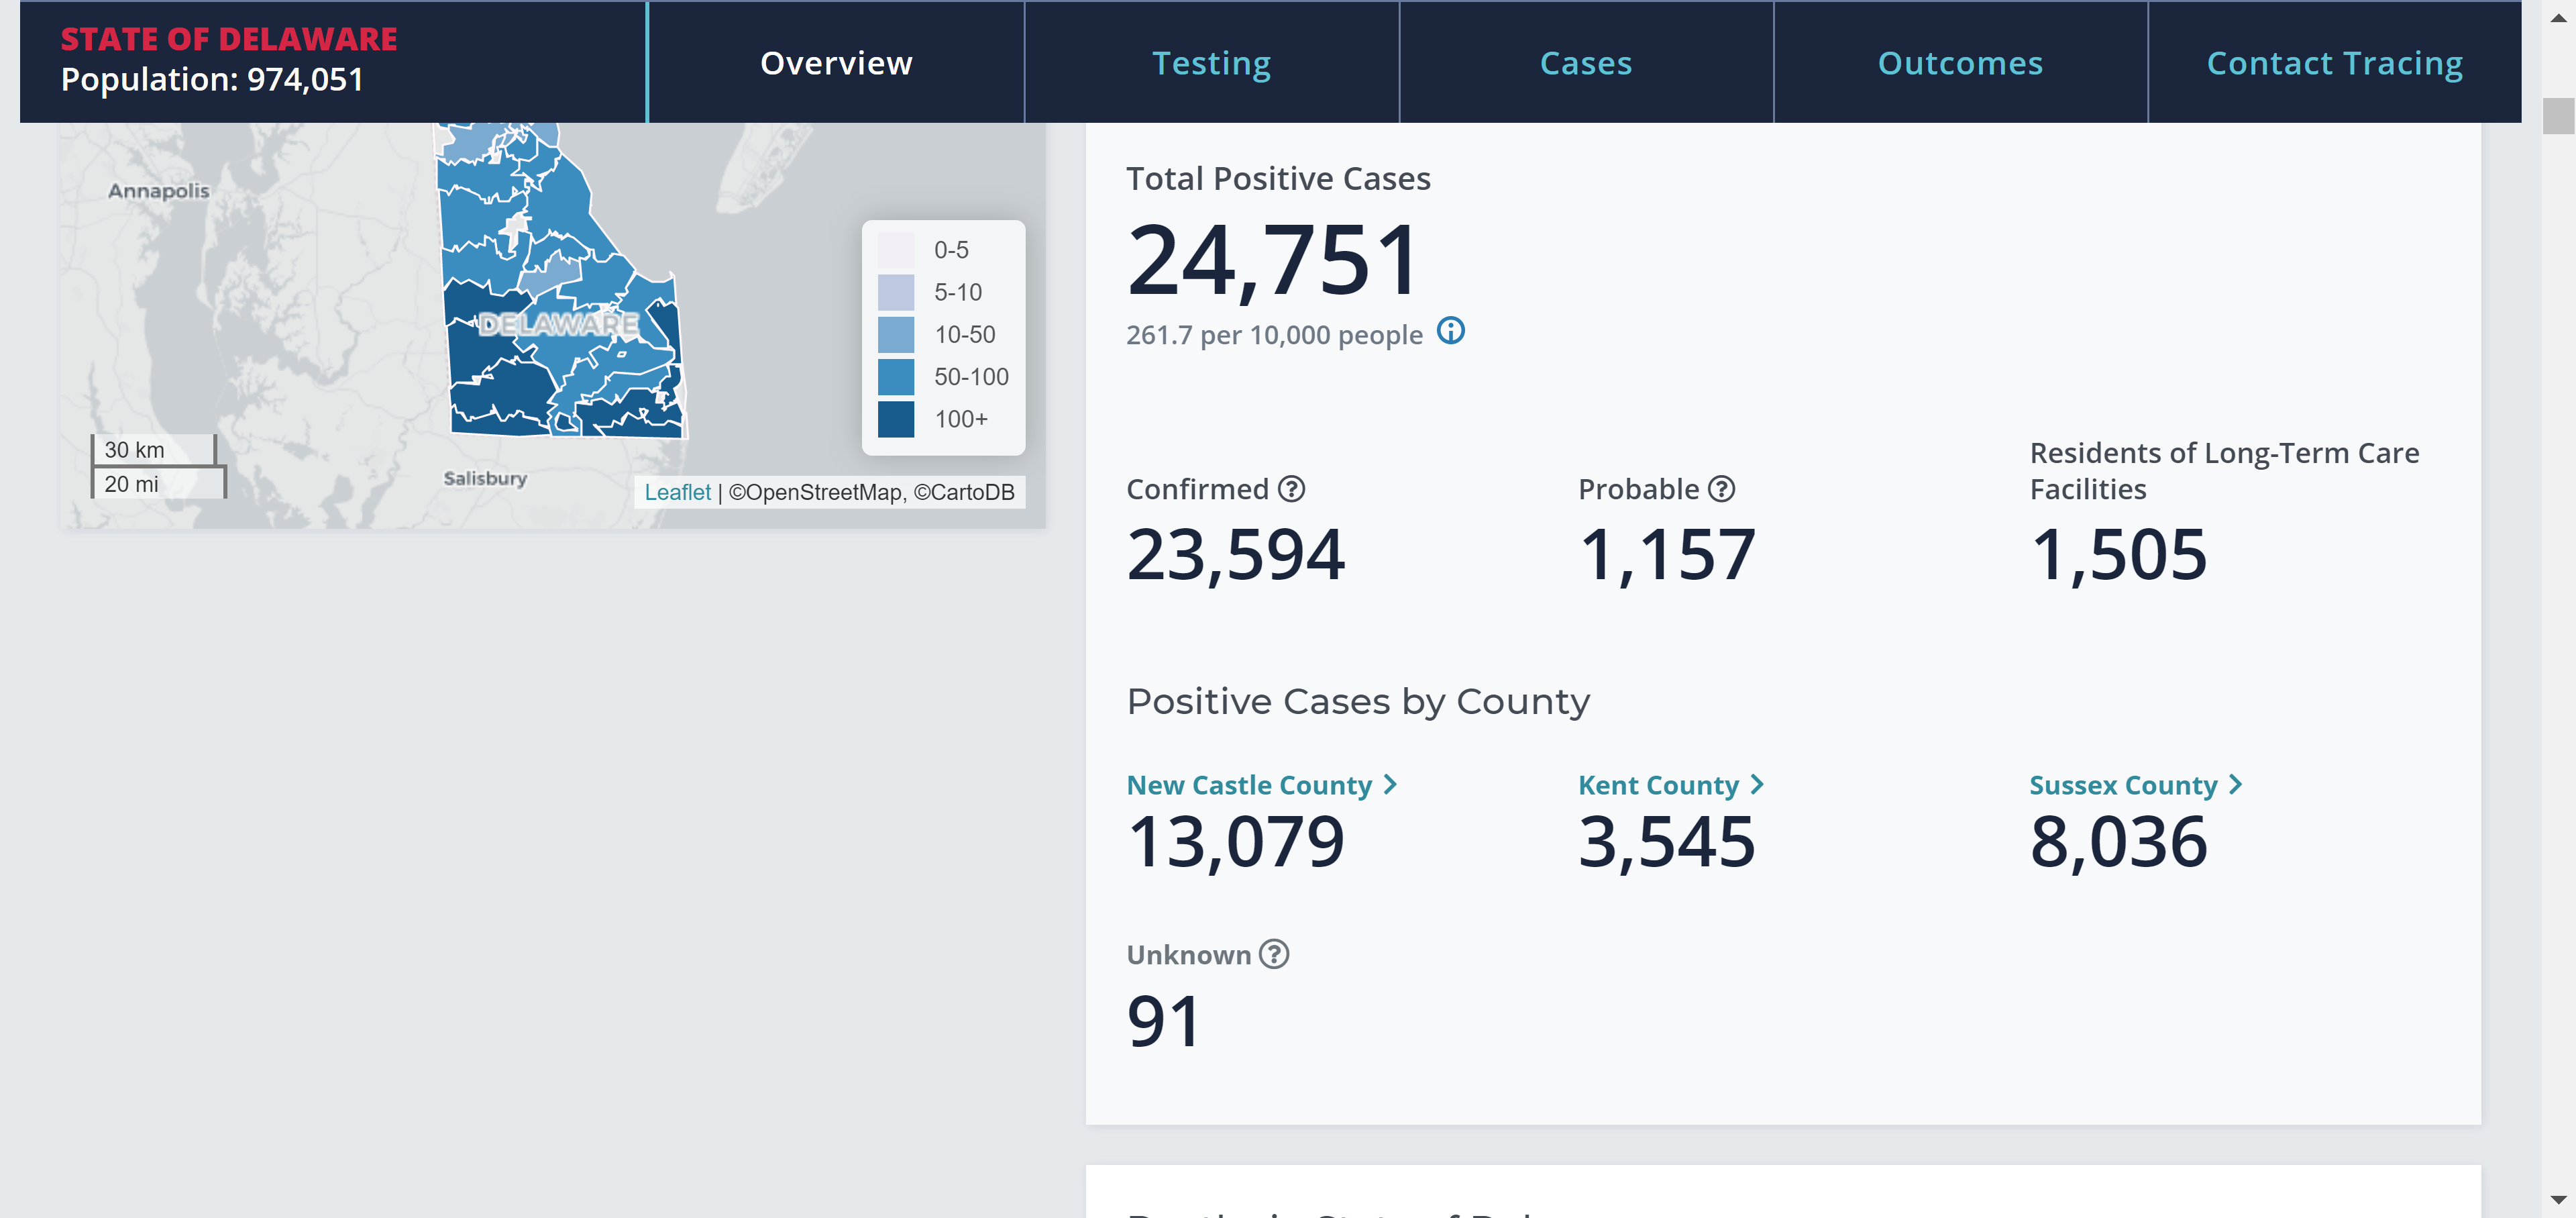 STATE OF DELAWARE
Population: 974,051
Overview
Testing
Cases
Outcomes
Contact Tracing
Annapolis
DELAWARE
Salisbury
0-5
5-10
10-50
50-100
100+
30 km
20 mi
Leaflet | ©OpenStreetMap, ©CartoDB
Total Positive Cases
24,751
261.7 per 10,000 people
Confirmed
23,594
Probable
1,157
Residents of Long-Term Care
Facilities
1,505
Positive Cases by County
New Castle County
13,079
Kent County
3,545
Sussex County
8,036
Unknown
91